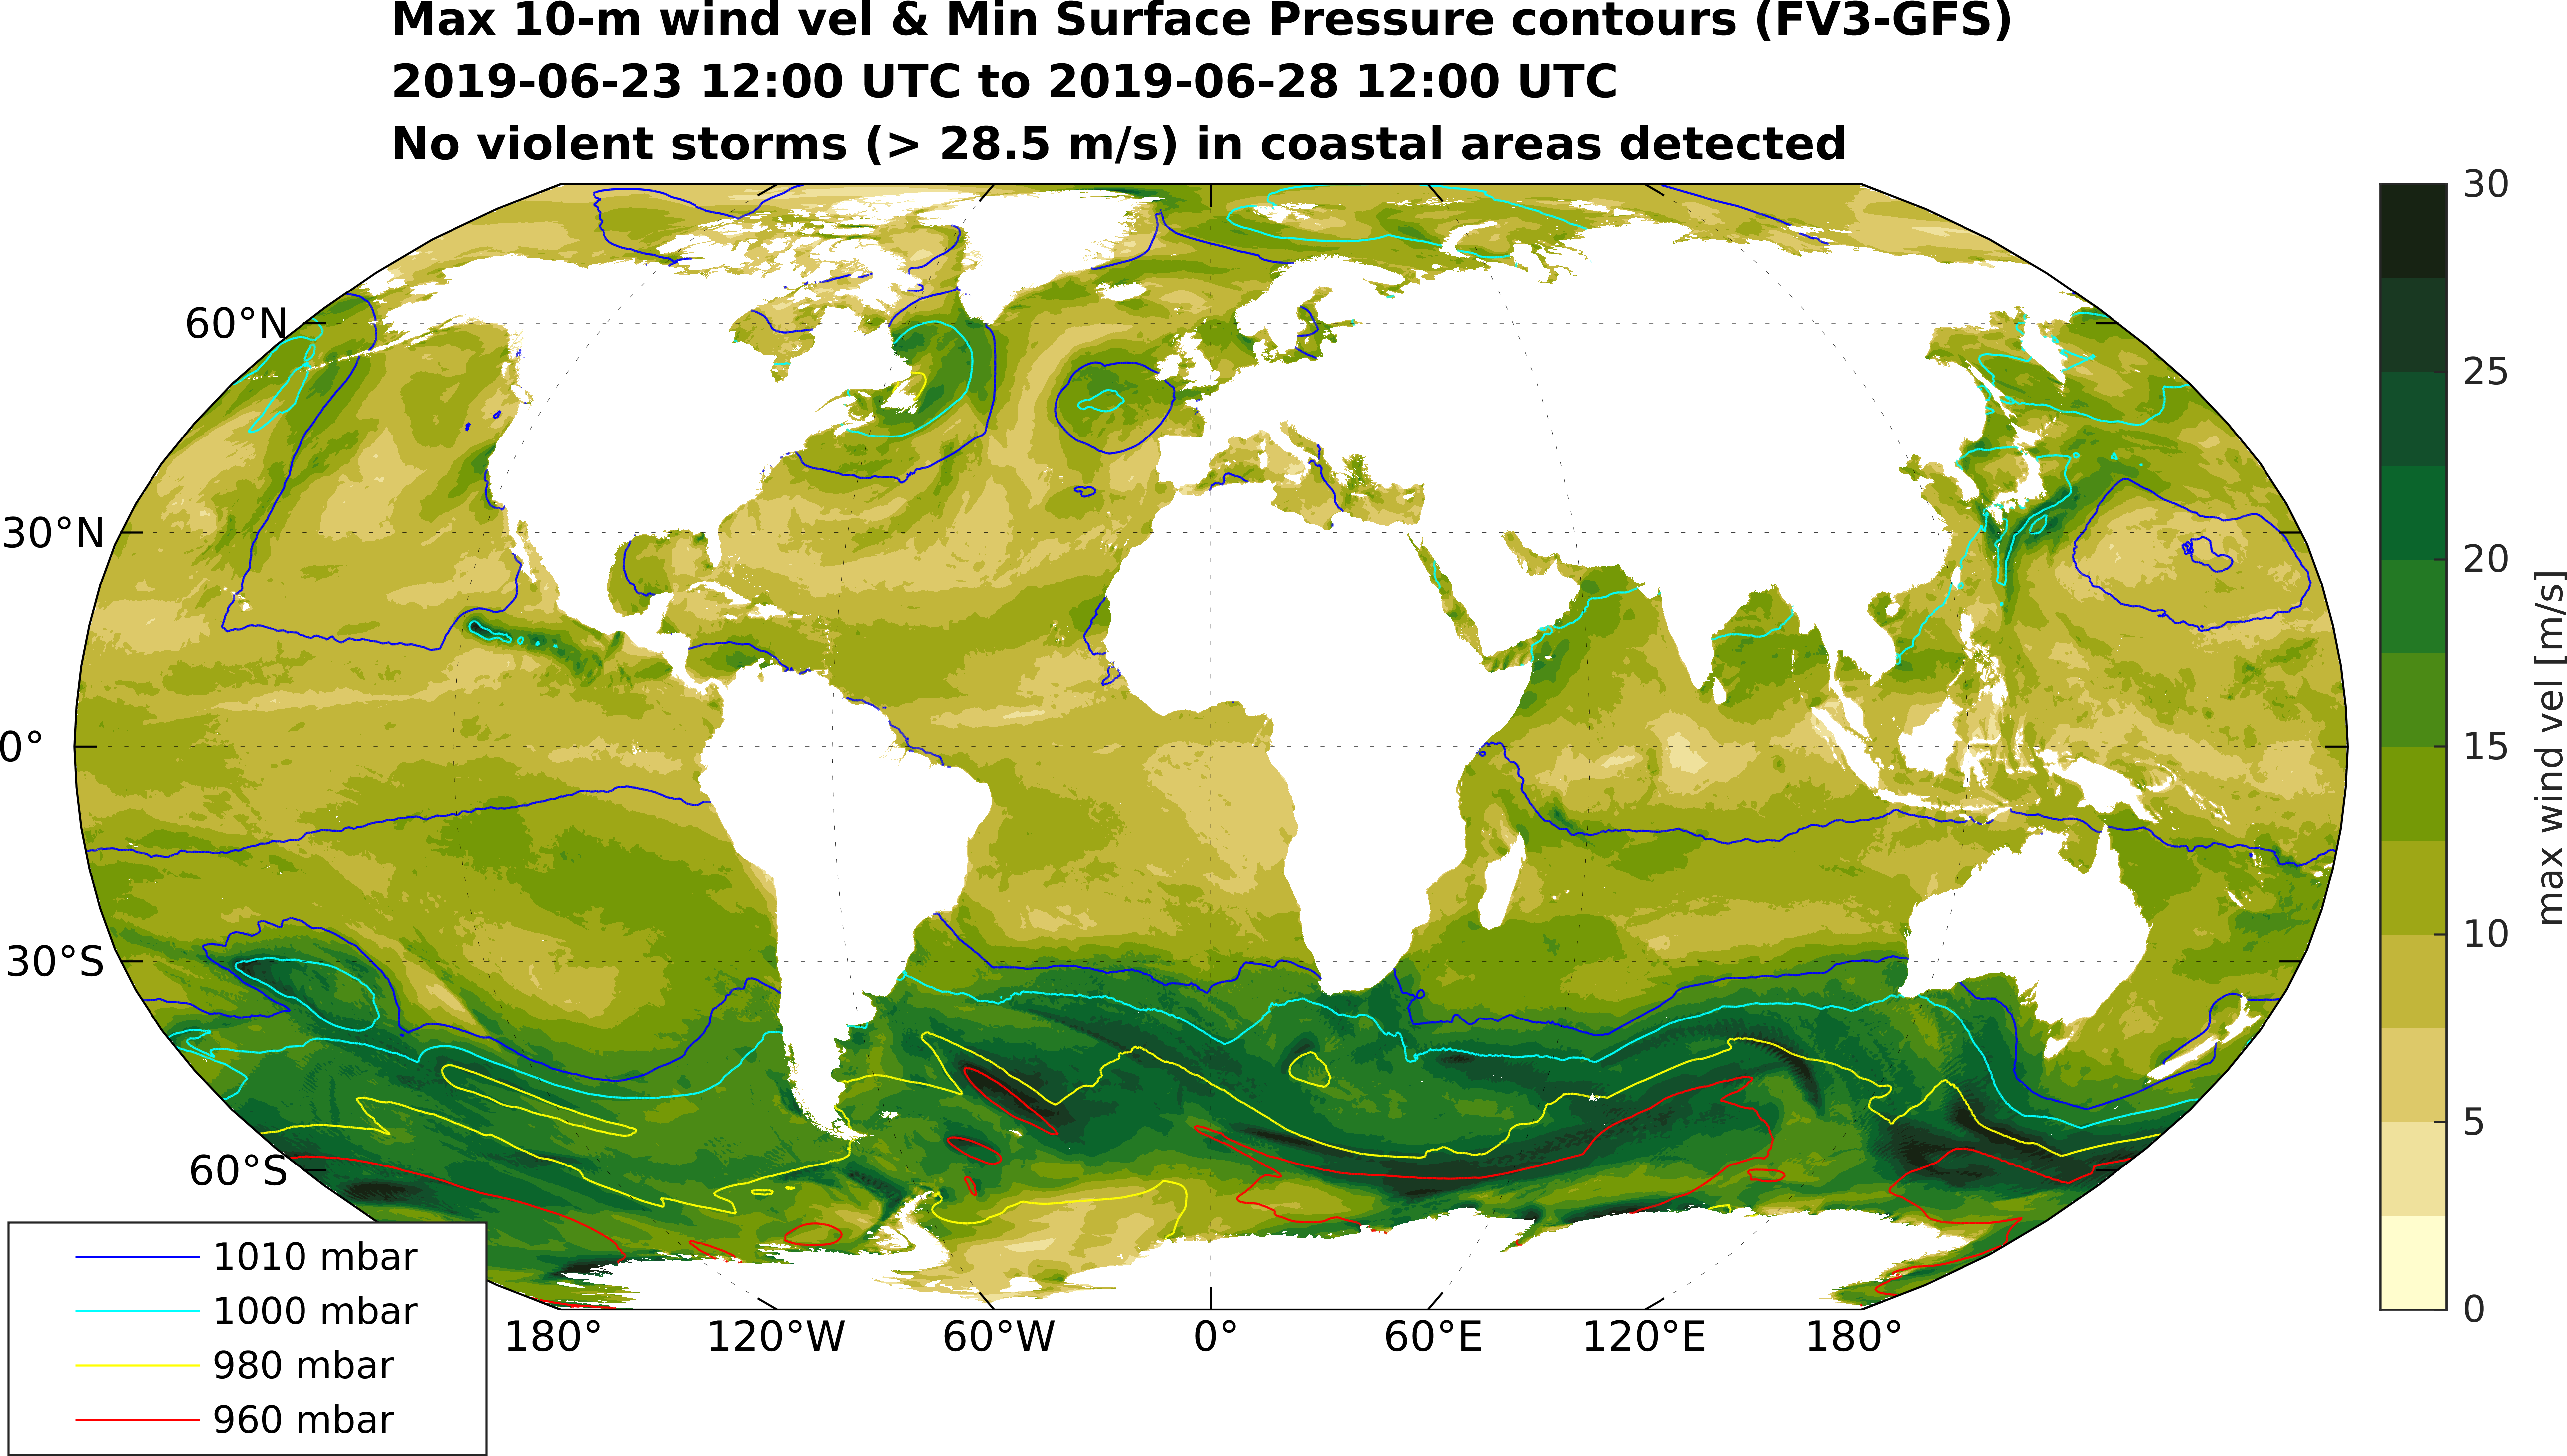 Max 10-m wind vel & Min Surface Pressure contours (FV3-GFS)
2019-06-23 12:00 UTC to 2019-06-28 12:00 UTC
No violent storms (> 28.5 m/s) in coastal areas detected
60°N
30°N
0°
30°S
60°S
180°
120°W
60°W
0°
60°E
120°E
180°
1010 mbar
1000 mbar
980 mbar
960 mbar
30
25
20
15
10
5
0
max wind vel [m/s]